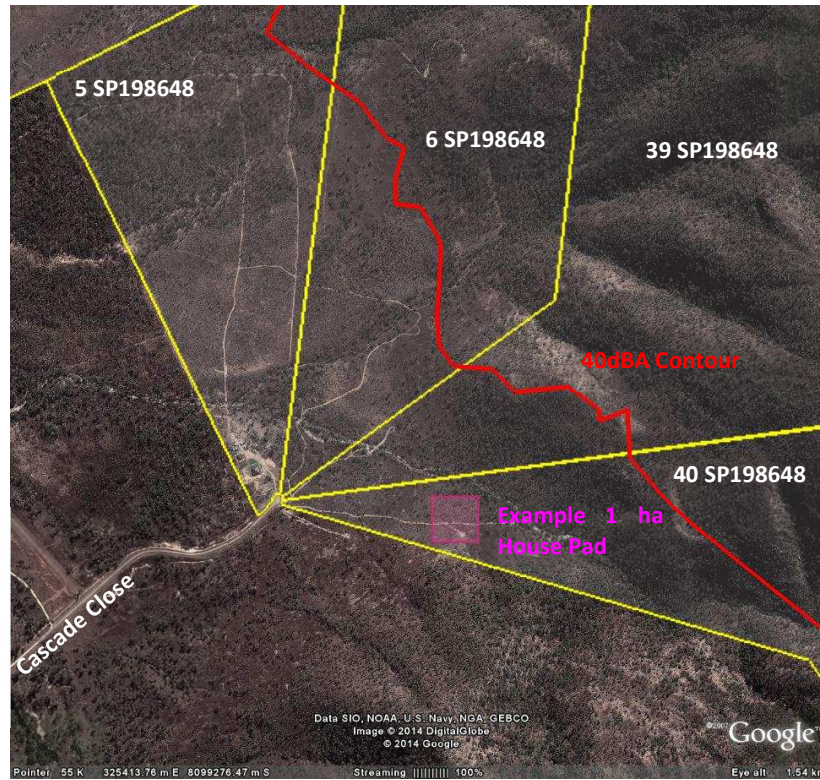 5 SP198648
6 SP198648
39 SP198648
40dBA Contour
40 SP198648
Example 1 ha
House Pad
Cascade Close
Data SIO, NOAA, U.S. Navy, NGA, GEBCO
Image © 2014 DigitalGlobe
© 2014 Google
©2007 Google™
Pointer 55 K 325413.76 m E 8099276.47 m S Streaming ||||||||| 100% Eye alt 1.54 km